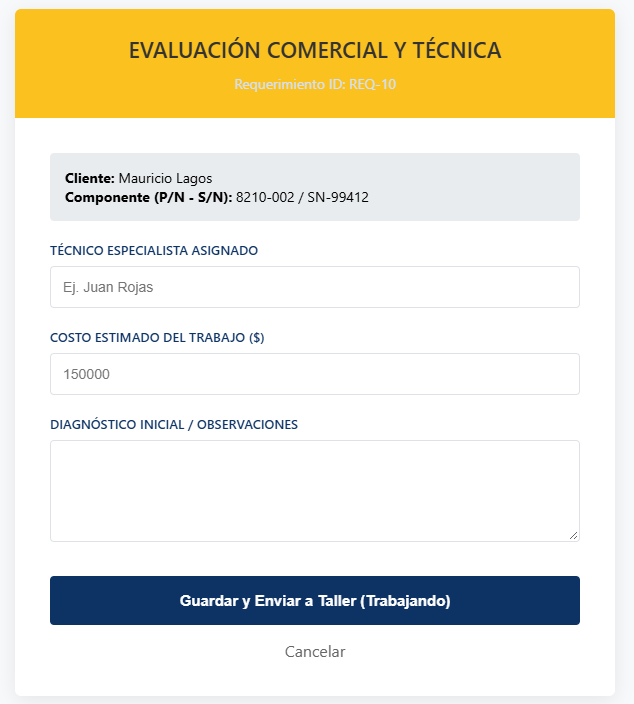 EVALUACIÓN COMERCIAL Y TÉCNICA
Requerimiento ID: REQ-10
Cliente: Mauricio Lagos
Componente (P/N - S/N): 8210-002 / SN-99412
TÉCNICO ESPECIALISTA ASIGNADO
Ej. Juan Rojas
COSTO ESTIMADO DEL TRABAJO ($)
150000
DIAGNÓSTICO INICIAL / OBSERVACIONES
Guardar y Enviar a Taller (Trabajando)
Cancelar